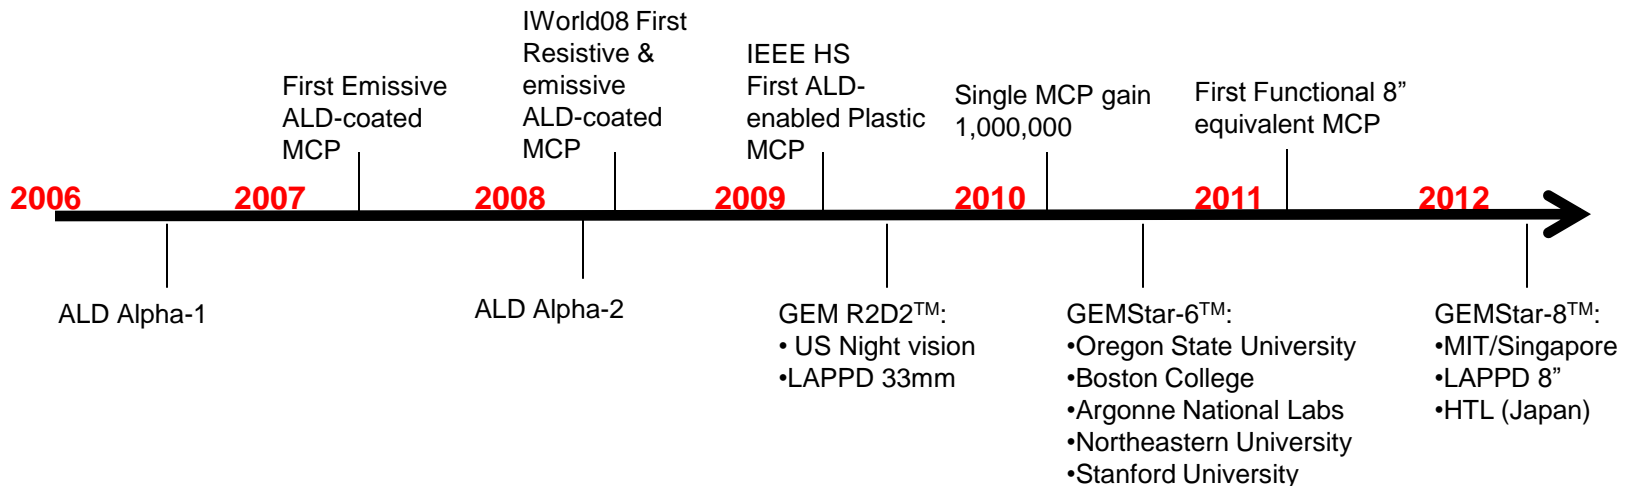 IWorld08 First
Resistive &
emissive
ALD-coated
MCP
First Emissive
ALD-coated
MCP
IEEE HS
First ALD-
enabled Plastic
MCP
Single MCP gain
1,000,000
First Functional 8”
equivalent MCP
2006 2007 2008 2009 2010 2011 2012
ALD Alpha-1
ALD Alpha-2
GEM R2D2TM:
• US Night vision
•LAPPD 33mm
GEMStar-6TM:
•Oregon State University
•Boston College
•Argonne National Labs
•Northeastern University
•Stanford University
GEMStar-8TM:
•MIT/Singapore
•LAPPD 8”
•HTL (Japan)